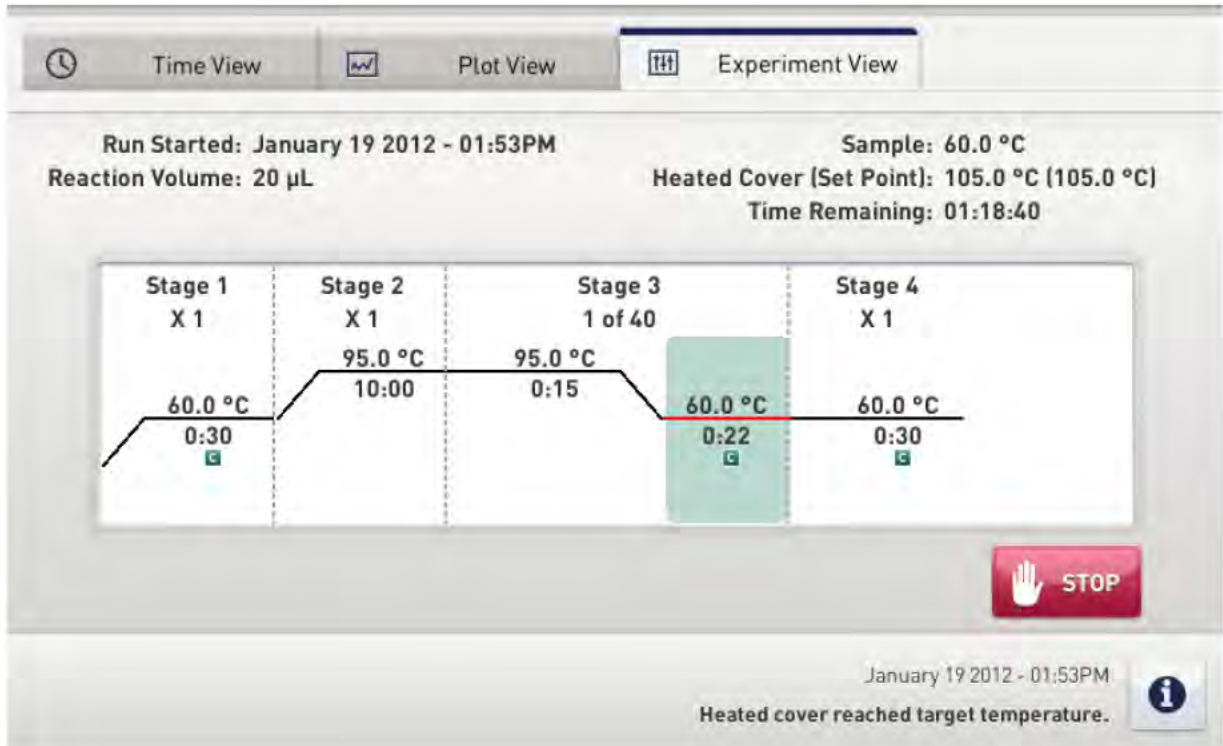 Time View Plot View Experiment View
Run Started: January 19 2012 - 01:53PM
Reaction Volume: 20 µL
Sample: 60.0 °C
Heated Cover (Set Point): 105.0 °C (105.0 °C)
Time Remaining: 01:18:40
Stage 1 Stage 2 Stage 3 Stage 4
X 1 X 1 1 of 40 X 1
95.0 °C 95.0 °C
10:00 0:15
60.0 °C 60.0 °C 60.0 °C
0:30 0:22 0:30
C C C
STOP
January 19 2012 - 01:53PM
Heated cover reached target temperature.